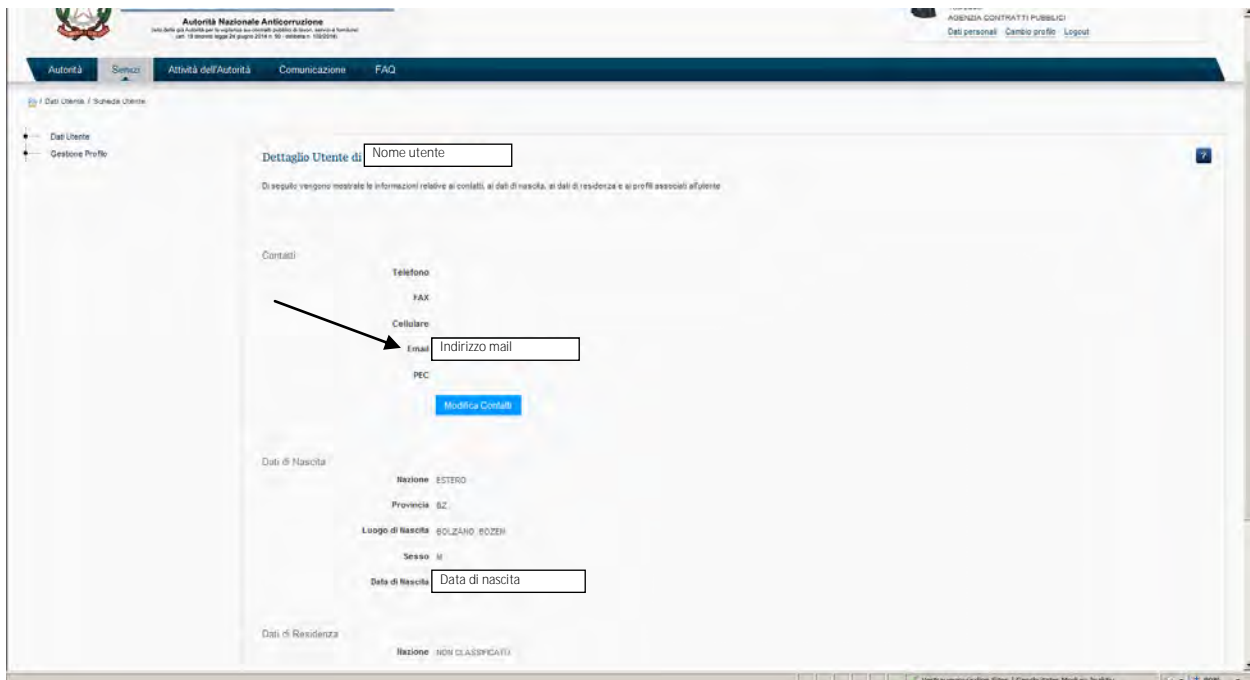 Autorità Nazionale Anticorruzione
AGENZIA CONTRATTI PUBBLICI
Dati personali Cambio profilo Logout
Autorità Servizi Attività dell'Autorità Comunicazione FAQ
/ Dati Utente / Scheda Utente
Dati Utente
Gestione Profilo
Dettaglio Utente di Nome utente
?
Di seguito vengono mostrate le informazioni relative ai contatti, ai dati di nascita, ai dati di residenza e ai profili associati all'utente
Contatti
Telefono
FAX
Cellulare
Email Indirizzo mail
PEC
Modifica Contatti
Dati di Nascita
Nazione ESTERO
Provincia BZ
Luogo di Nascita BOLZANO BOZEN
Sesso M
Data di Nascita Data di nascita
Dati di Residenza
Nazione NON CLASSIFICATI